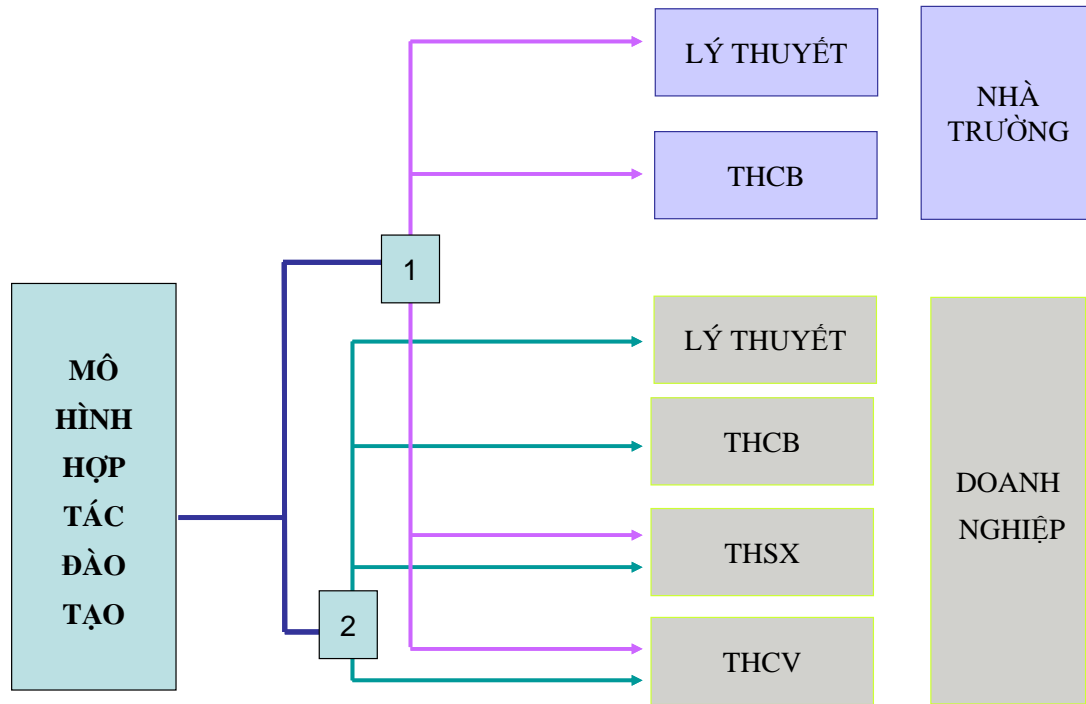 LÝ THUYẾT
THCB
NHÀ
TRƯỜNG
1
MÔ
HÌNH
HỢP
TÁC
ĐÀO
TẠO
2
LÝ THUYẾT
THCB
THSX
THCV
DOANH
NGHIỆP